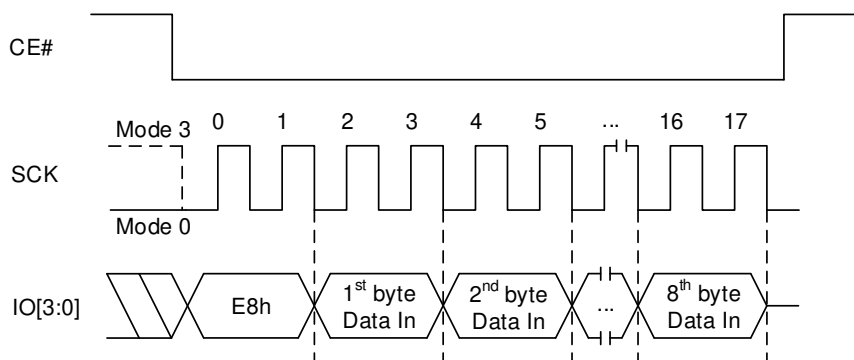 CE#
Mode 3 0 1 2 3 4 5 ... 16 17
SCK
Mode 0
IO[3:0]
E8h
1st byte
Data In
2nd byte
Data In
...
8th byte
Data In